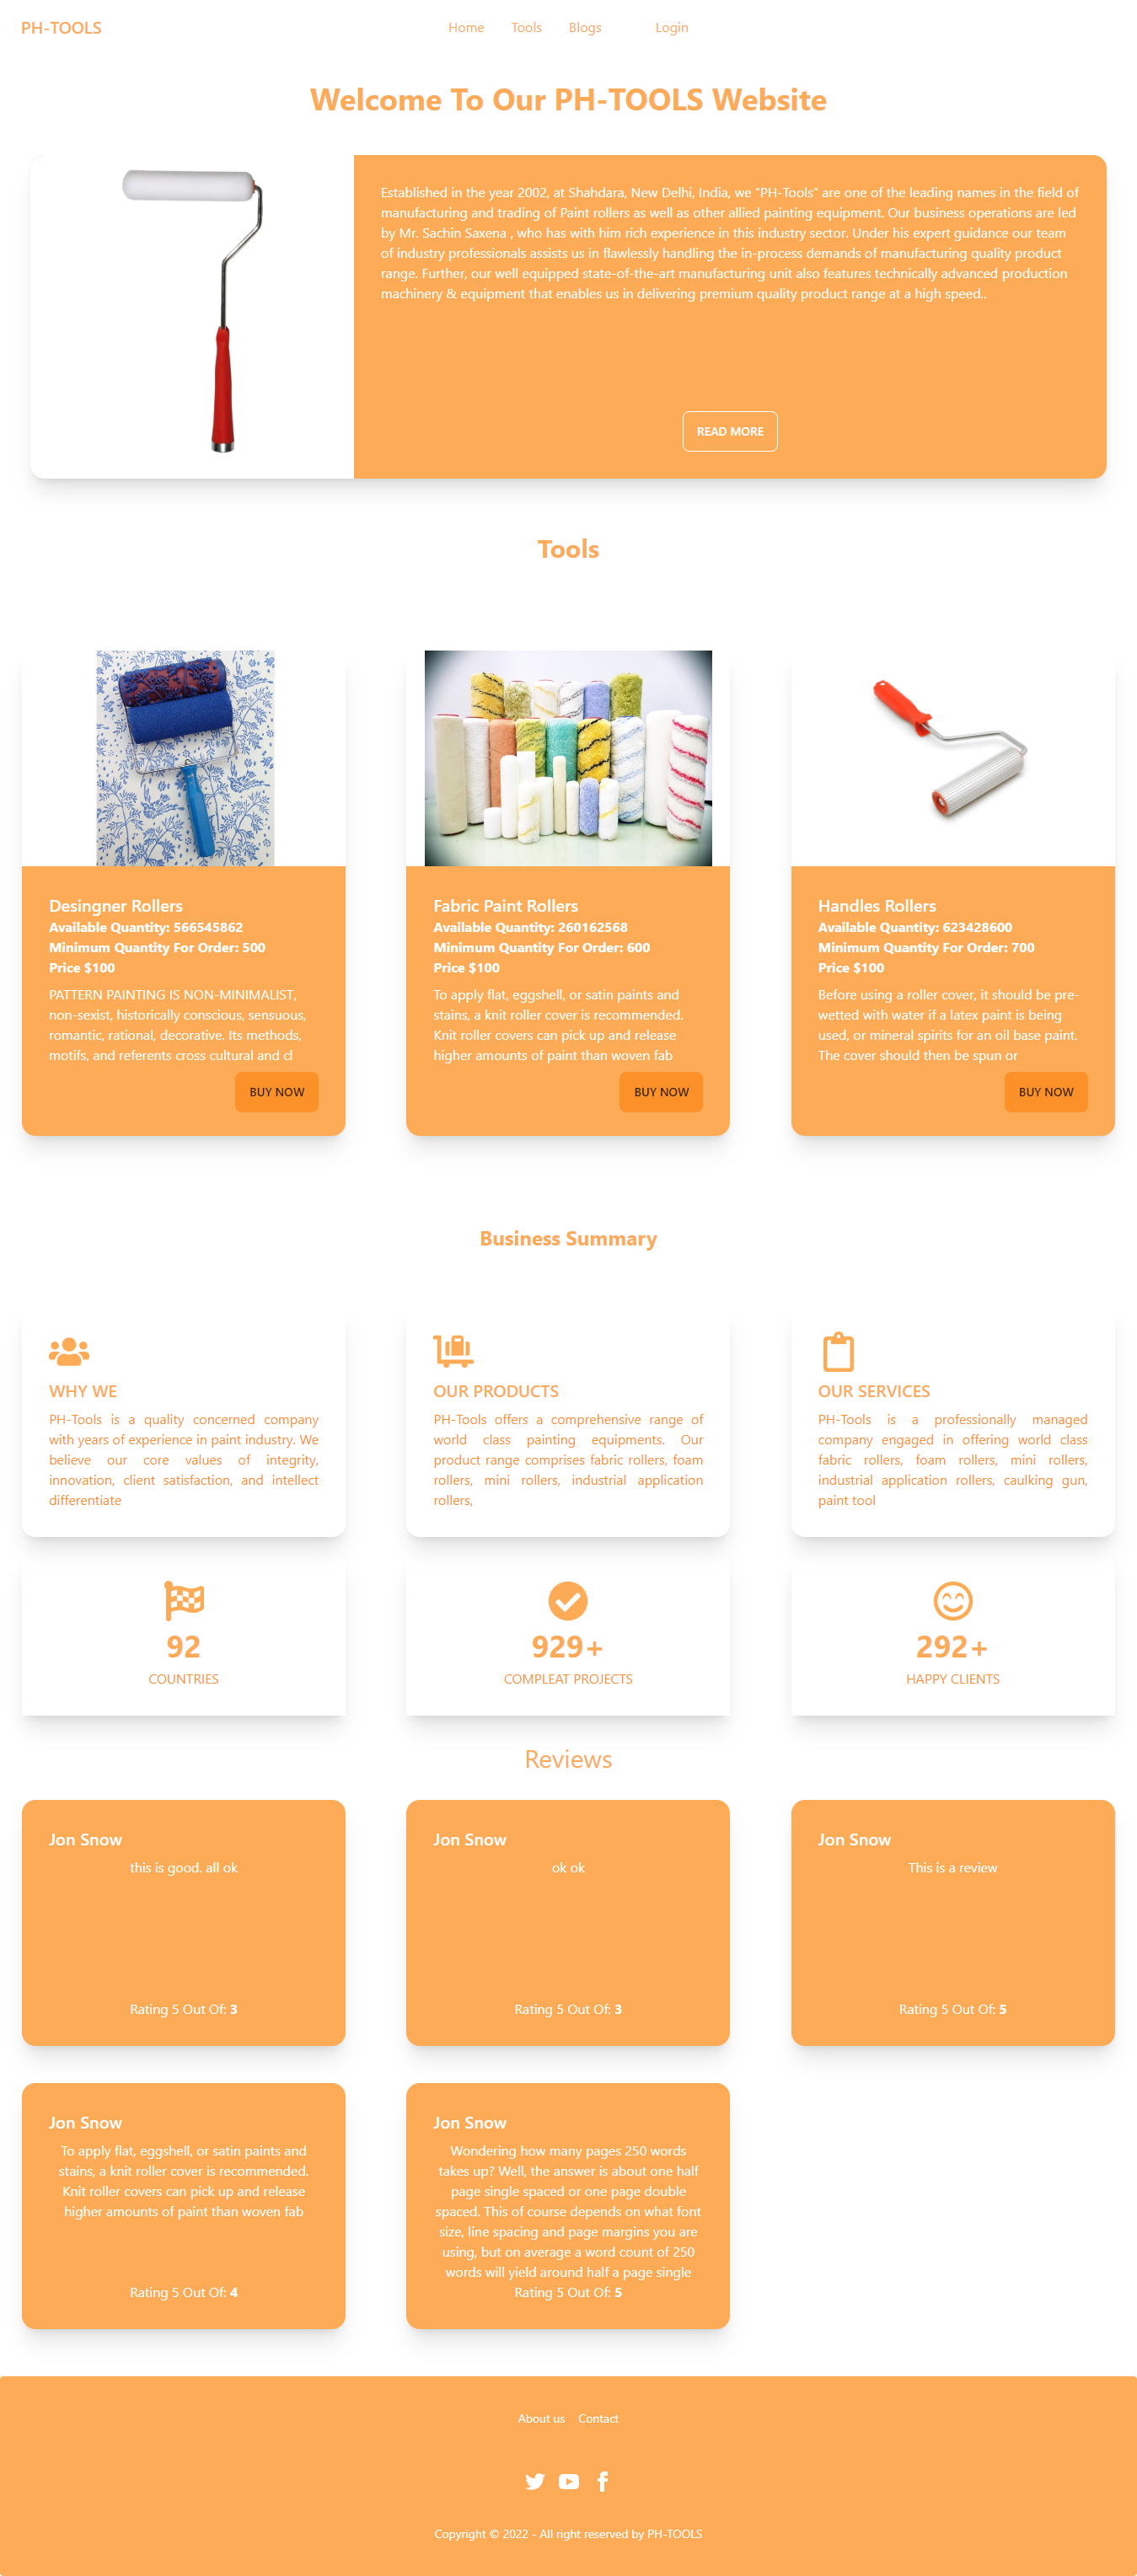 PH-TOOLS
Home
Tools
Blogs
Login
Welcome To Our PH-TOOLS Website
Established in the year 2002, at Shahdara, New Delhi, India, we "PH-Tools" are one of the leading names in the field of
manufacturing and trading of Paint rollers as well as other allied painting equipment. Our business operations are led
by Mr. Sachin Saxena , who has with him rich experience in this industry sector. Under his expert guidance our team
of industry professionals assists us in flawlessly handling the in-process demands of manufacturing quality product
range. Further, our well equipped state-of-the-art manufacturing unit also features technically advanced production
machinery & equipment that enables us in delivering premium quality product range at a high speed..
READ MORE
Tools
Desingner Rollers
Available Quantity: 566545862
Minimum Quantity For Order: 500
Price $100
PATTERN PAINTING IS NON-MINIMALIST,
non-sexist, historically conscious, sensuous,
romantic, rational, decorative. Its methods,
motifs, and referents cross cultural and cl
BUY NOW
Fabric Paint Rollers
Available Quantity: 260162568
Minimum Quantity For Order: 600
Price $100
To apply flat, eggshell, or satin paints and
stains, a knit roller cover is recommended.
Knit roller covers can pick up and release
higher amounts of paint than woven fab
BUY NOW
Handles Rollers
Available Quantity: 623428600
Minimum Quantity For Order: 700
Price $100
Before using a roller cover, it should be pre-
wetted with water if a latex paint is being
used, or mineral spirits for an oil base paint.
The cover should then be spun or
BUY NOW
Business Summary
WHY WE
PH-Tools is a quality concerned company
with years of experience in paint industry. We
believe our core values of integrity,
innovation, client satisfaction, and intellect
differentiate
OUR PRODUCTS
PH-Tools offers a comprehensive range of
world class painting equipments. Our
product range comprises fabric rollers, foam
rollers, mini rollers, industrial application
rollers,
OUR SERVICES
PH-Tools is a professionally managed
company engaged in offering world class
fabric rollers, foam rollers, mini rollers,
industrial application rollers, caulking gun,
paint tool
92
COUNTRIES
929+
COMPLEAT PROJECTS
292+
HAPPY CLIENTS
Reviews
Jon Snow
this is good. all ok
Rating 5 Out Of: 3
Jon Snow
ok ok
Rating 5 Out Of: 3
Jon Snow
This is a review
Rating 5 Out Of: 5
Jon Snow
To apply flat, eggshell, or satin paints and
stains, a knit roller cover is recommended.
Knit roller covers can pick up and release
higher amounts of paint than woven fab
Rating 5 Out Of: 4
Jon Snow
Wondering how many pages 250 words
takes up? Well, the answer is about one half
page single spaced or one page double
spaced. This of course depends on what font
size, line spacing and page margins you are
using, but on average a word count of 250
words will yield around half a page single
Rating 5 Out Of: 5
About us
Contact
Copyright © 2022 - All right reserved by PH-TOOLS